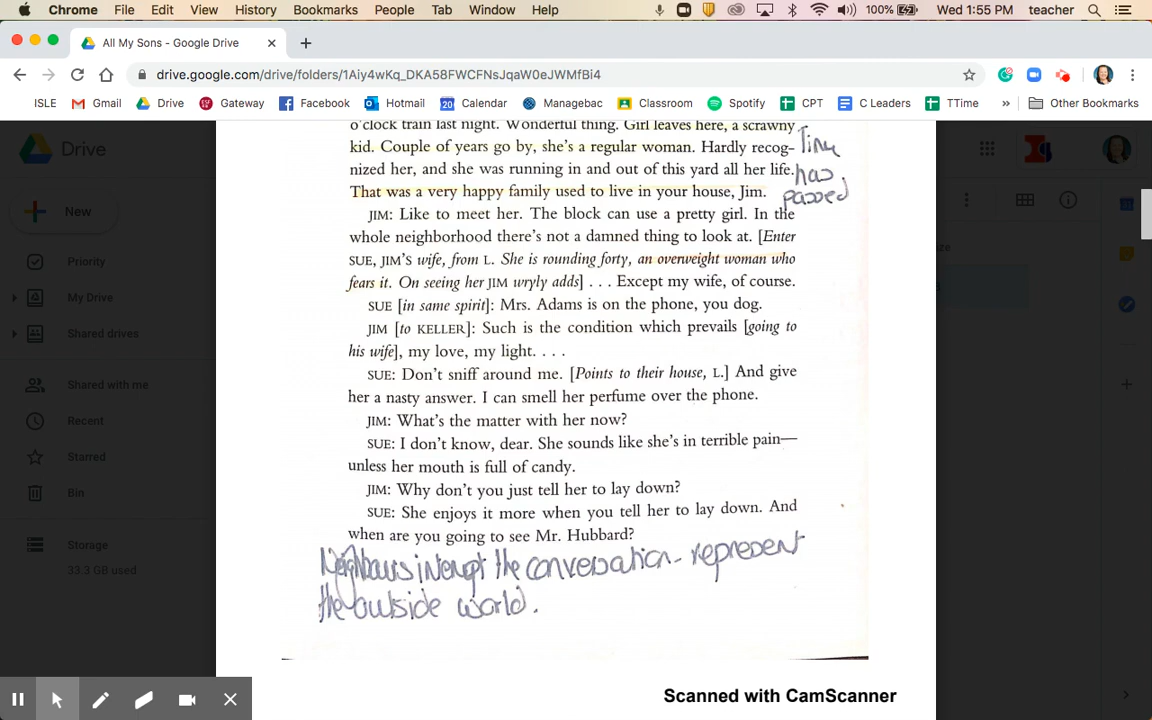 Chrome File Edit View History Bookmarks People Tab Window Help 100% Wed 1:55 PM teacher
All My Sons - Google Drive
drive.google.com/drive/folders/1Aiy4wKq_DKA58FWCFNsJqaW0eJWMfBi4
ISLE Gmail Drive Gateway Facebook Hotmail 20 Calendar Managebac Classroom Spotify CPT C Leaders TTime » Other Bookmarks
Drive
New
Priority
My Drive
Shared drives
Shared with me
Recent
Starred
Bin
Storage
33.3 GB used
o'clock train last night. Wonderful thing. Girl leaves here, a scrawny
kid. Couple of years go by, she's a regular woman. Hardly recog-
nized her, and she was running in and out of this yard all her life.
That was a very happy family used to live in your house, Jim.
Time
has
passed
JIM: Like to meet her. The block can use a pretty girl. In the
whole neighborhood there's not a damned thing to look at. [Enter
SUE, JIM'S wife, from L. She is rounding forty, an overweight woman who
fears it. On seeing her JIM wryly adds] . . . Except my wife, of course.
SUE [in same spirit]: Mrs. Adams is on the phone, you dog.
JIM [to KELLER]: Such is the condition which prevails [going to
his wife], my love, my light. . . .
SUE: Don't sniff around me. [Points to their house, L.] And give
her a nasty answer. I can smell her perfume over the phone.
JIM: What's the matter with her now?
SUE: I don't know, dear. She sounds like she's in terrible pain—
unless her mouth is full of candy.
JIM: Why don't you just tell her to lay down?
SUE: She enjoys it more when you tell her to lay down. And
when are you going to see Mr. Hubbard?
Neighbours interupt the conversation - represent
the outside world.
Scanned with CamScanner